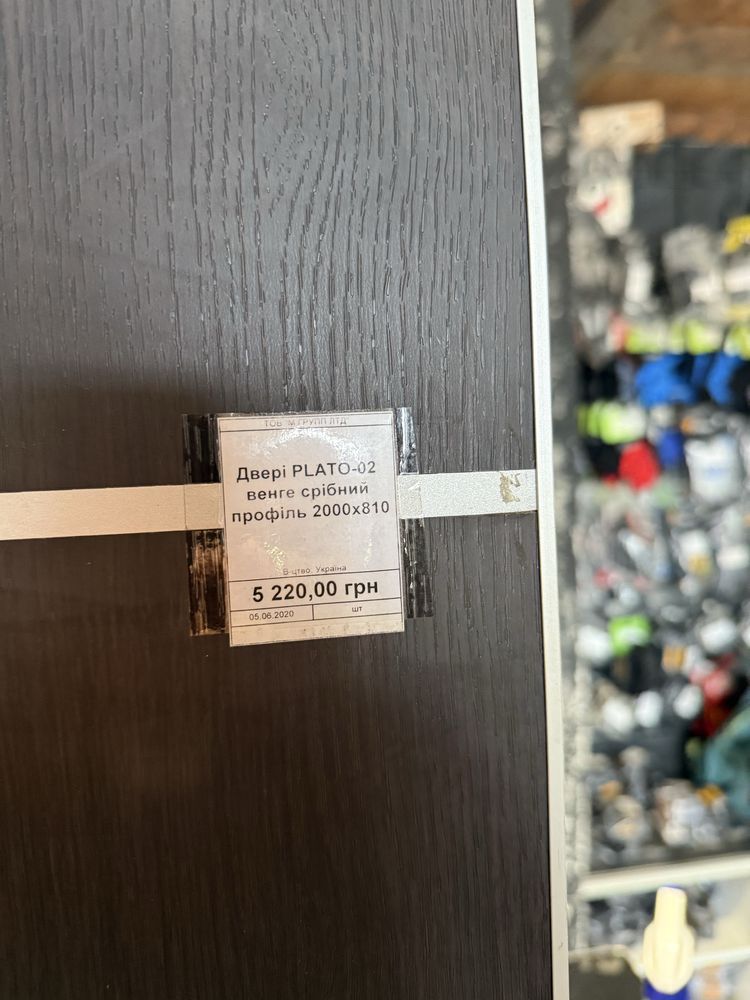 ТОВ "М.ГРУПП ЛТД"
Двері PLATO-02
венге срібний
профіль 2000х810
В-цтво. Україна
5 220,00 грн
05.06.2020
шт